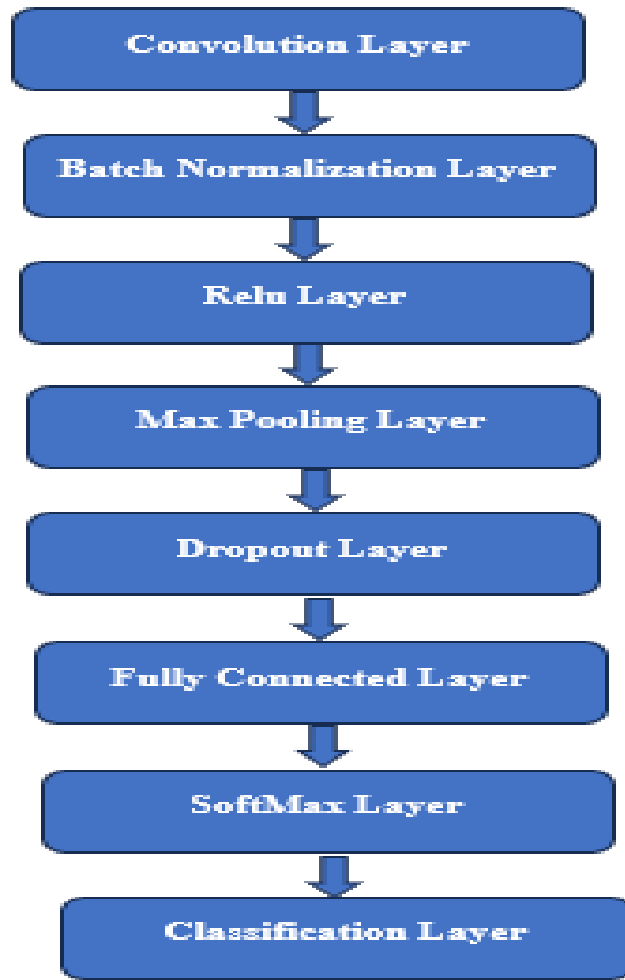 Convolution Layer
Batch Normalization Layer
Relu Layer
Max Pooling Layer
Dropout Layer
Fully Connected Layer
SoftMax Layer
Classification Layer